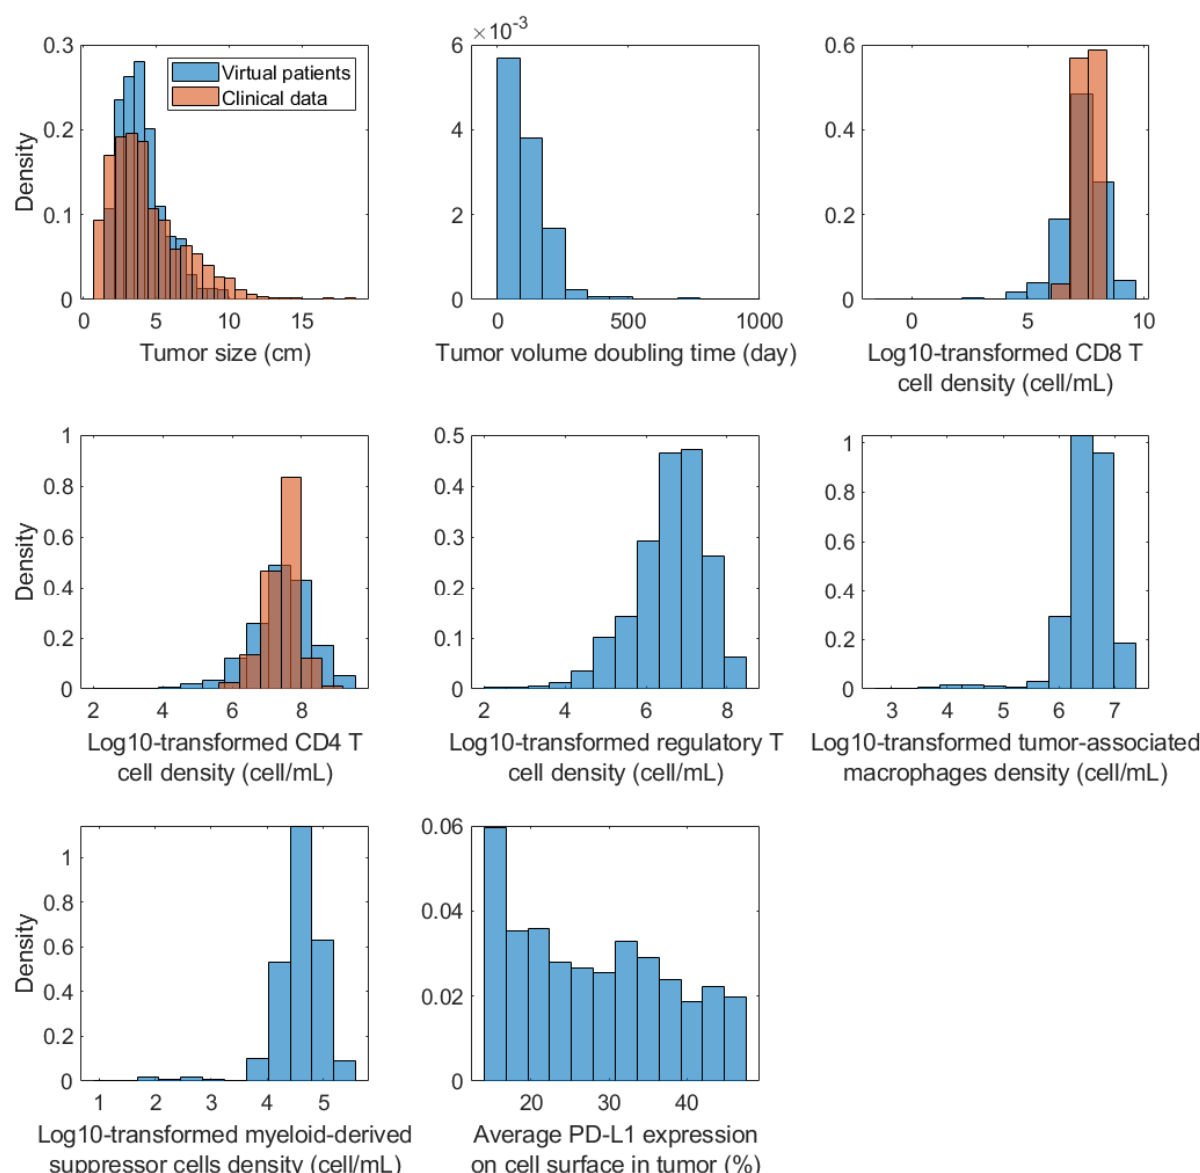 0.3
0.2
0.1
0
Density
Virtual patients
Clinical data
0 5 10 15
Tumor size (cm)
×10-3
6
4
2
0
0 500 1000
Tumor volume doubling time (day)
0.6
0.4
0.2
0
0 5 10
Log10-transformed CD8 T
cell density (cell/mL)
1
0.8
0.6
0.4
0.2
0
Density
2 4 6 8
Log10-transformed CD4 T
cell density (cell/mL)
0.5
0.4
0.3
0.2
0.1
0
2 4 6 8
Log10-transformed regulatory T
cell density (cell/mL)
1
0.8
0.6
0.4
0.2
0
3 4 5 6 7
Log10-transformed tumor-associated
macrophages density (cell/mL)
1
0.8
0.6
0.4
0.2
0
Density
1 2 3 4 5
Log10-transformed myeloid-derived
suppressor cells density (cell/mL)
0.06
0.04
0.02
0
20 30 40
Average PD-L1 expression
on cell surface in tumor (%)